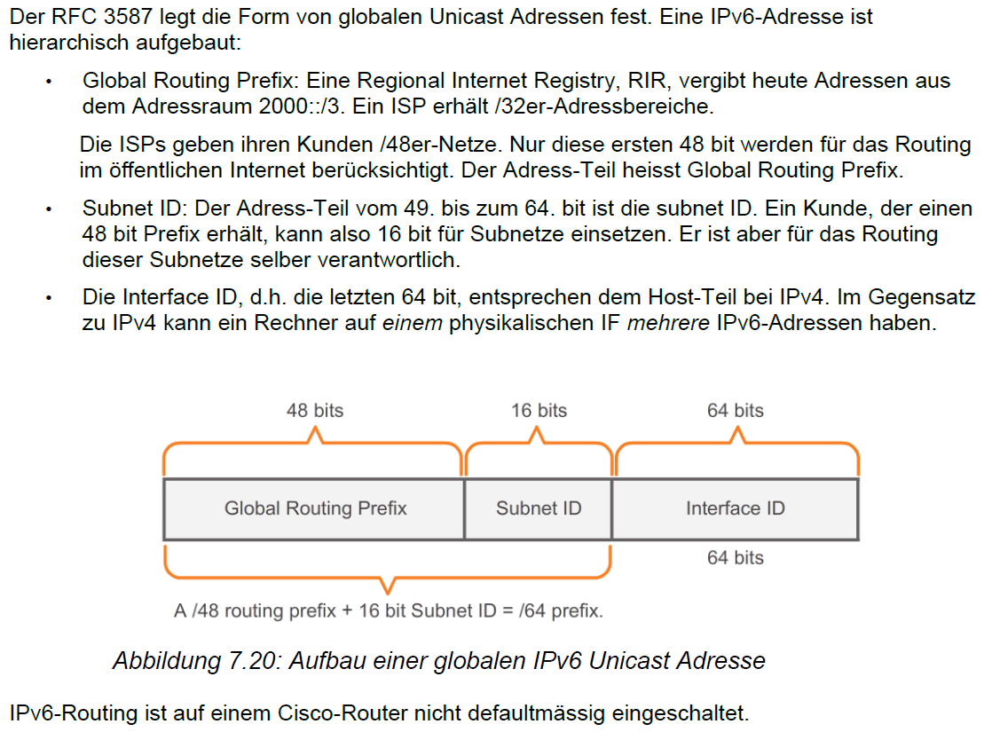 Der RFC 3587 legt die Form von globalen Unicast Adressen fest. Eine IPv6-Adresse ist
hierarchisch aufgebaut:
• Global Routing Prefix: Eine Regional Internet Registry, RIR, vergibt heute Adressen aus
dem Adressraum 2000::/3. Ein ISP erhält /32er-Adressbereiche.
Die ISPs geben ihren Kunden /48er-Netze. Nur diese ersten 48 bit werden für das Routing
im öffentlichen Internet berücksichtigt. Der Adress-Teil heisst Global Routing Prefix.
• Subnet ID: Der Adress-Teil vom 49. bis zum 64. bit ist die subnet ID. Ein Kunde, der einen
48 bit Prefix erhält, kann also 16 bit für Subnetze einsetzen. Er ist aber für das Routing
dieser Subnetze selber verantwortlich.
• Die Interface ID, d.h. die letzten 64 bit, entsprechen dem Host-Teil bei IPv4. Im Gegensatz
zu IPv4 kann ein Rechner auf einem physikalischen IF mehrere IPv6-Adressen haben.
48 bits 16 bits 64 bits
Global Routing Prefix Subnet ID Interface ID
64 bits
A /48 routing prefix + 16 bit Subnet ID = /64 prefix.
Abbildung 7.20: Aufbau einer globalen IPv6 Unicast Adresse
IPv6-Routing ist auf einem Cisco-Router nicht defaultmässig eingeschaltet.